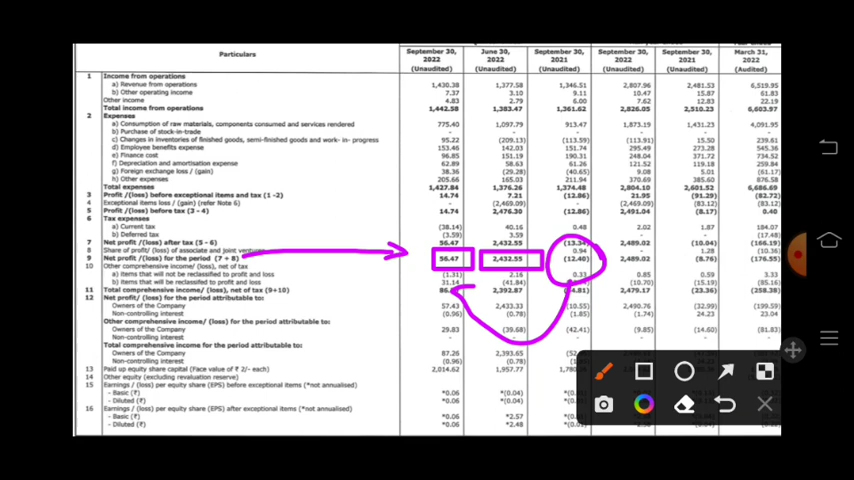 Particulars September 30, 2022 (Unaudited) June 30, 2022 (Unaudited) September 30, 2021 (Unaudited) September 30, 2022 (Unaudited) September 30, 2021 (Unaudited) March 31, 2022 (Audited)
1 Income from operations
a) Revenue from operations 1,430.38 1,377.58 1,346.51 2,807.96 2,481.53 6,519.95
b) Other operating income 7.37 3.10 9.11 10.47 15.87 61.83
Other income 4.83 2.79 6.00 7.62 12.83 22.19
Total income from operations 1,442.58 1,383.47 1,361.62 2,826.05 2,510.23 6,603.97
2 Expenses
a) Consumption of raw materials, components consumed and services rendered 775.40 1,097.79 913.47 1,873.19 1,431.23 4,091.95
b) Purchase of stock-in-trade - - - - - -
c) Changes in inventories of finished goods, semi-finished goods and work- in- progress 95.22 (209.13) (113.59) (113.91) 15.50 239.61
d) Employee benefits expense 153.46 142.03 151.74 295.49 273.28 545.36
e) Finance cost 96.85 151.19 190.31 248.04 371.72 734.52
f) Depreciation and amortisation expense 62.89 58.63 61.26 121.52 119.18 259.84
g) Foreign exchange loss / (gain) 38.36 (29.28) (40.65) 9.08 5.01 (61.17)
h) Other expenses 205.66 165.03 211.94 370.69 385.60 876.58
Total expenses 1,427.84 1,376.26 1,374.48 2,804.10 2,601.52 6,686.69
3 Profit /(loss) before exceptional items and tax (1 -2) 14.74 7.21 (12.86) 21.95 (91.29) (82.72)
4 Exceptional items loss / (gain) (refer Note 6) - (2,469.09) - (2,469.09) (83.12) (83.12)
5 Profit/(loss) before tax (3 - 4) 14.74 2,476.30 (12.86) 2,491.04 (8.17) 0.40
6 Tax expenses
a) Current tax (38.14) 40.16 0.48 2.02 1.87 184.07
b) Deferred tax (3.59) 3.59 - - - (17.48)
7 Net profit /(loss) after tax (5 - 6) 56.47 2,432.55 (13.34) 2,489.02 (10.04) (166.19)
8 Share of profit/(loss) of associate and joint ventures - - 0.94 - 1.28 (10.36)
9 Net profit /(loss) for the period (7 + 8) 56.47 2,432.55 (12.40) 2,489.02 (8.76) (176.55)
10 Other comprehensive income/ (loss), net of tax
a) items that will not be reclassified to profit and loss (1.31) 2.16 0.33 0.85 0.59 3.33
b) items that will be reclassified to profit and loss 31.14 (41.84) (10.70) (15.19) (85.16)
11 Total comprehensive income/( loss), net of tax (9+10) 2,392.87 2,479.17 (23.36) (258.38)
12 Net profit/ (loss) for the period attributable to:
Owners of the Company 57.43 2,433.33 (10.55) 2,490.76 (32.99) (199.59)
Non-controlling interest (0.96) (0.78) (1.85) (1.74) 24.23 23.04
Other comprehensive income/ (loss) for the period attributable to:
Owners of the Company 29.83 (39.68) (42.41) (9.85) (14.60) (81.83)
Non-controlling interest - - - - - -
Total comprehensive income/ (loss) for the period attributable to:
Owners of the Company 87.26 2,393.65
Non-controlling interest (0.96) (0.78)
13 Paid up equity share capital (Face value of ₹ 2/- each) 2,014.62 1,957.77
14 Other equity (excluding revaluation reserve)
15 Earnings / (loss) per equity share (EPS) before exceptional items (*not annualised)
- Basic (₹) *0.06 *(0.04)
- Diluted (₹) *0.06 *(0.04)
16 Earnings / (loss) per equity share (EPS) after exceptional items (*not annualised)
- Basic (₹) *0.06 *2.57
- Diluted (₹) *0.06 *2.48